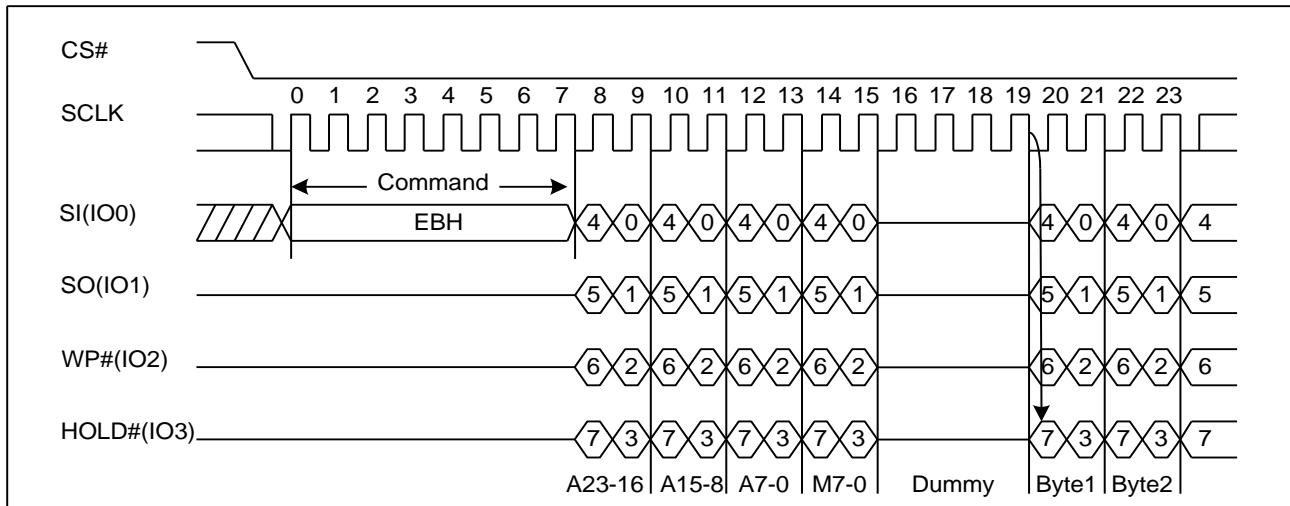 CS#
0 1 2 3 4 5 6 7 8 9 10 11 12 13 14 15 16 17 18 19 20 21 22 23
SCLK
Command
SI(IO0) EBH 4 0 4 0 4 0 4 0 4 0 4 0 4
SO(IO1) 5 1 5 1 5 1 5 1 5 1 5 1 5
WP#(IO2) 6 2 6 2 6 2 6 2 6 2 6 2 6
HOLD#(IO3) 7 3 7 3 7 3 7 3 7 3 7 3 7
A23-16 A15-8 A7-0 M7-0 Dummy Byte1 Byte2